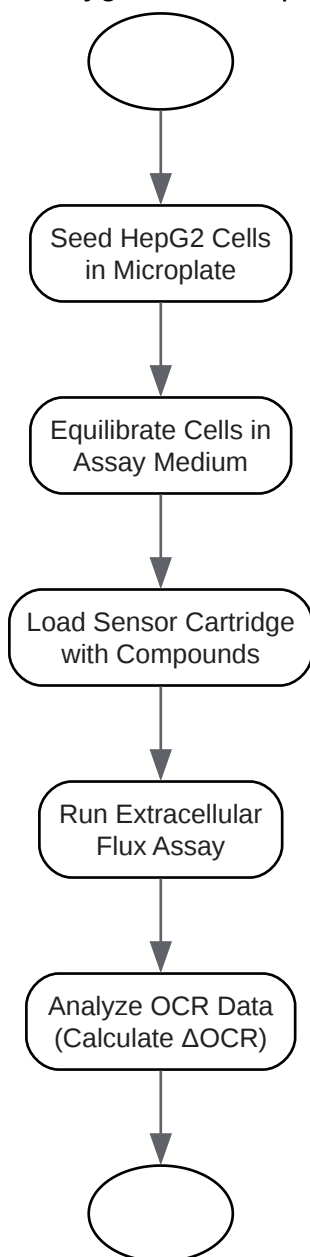 Seed HepG2 Cells
in Microplate
Equilibrate Cells in
Assay Medium
Load Sensor Cartridge
with Compounds
Run Extracellular
Flux Assay
Analyze OCR Data
(Calculate ΔOCR)